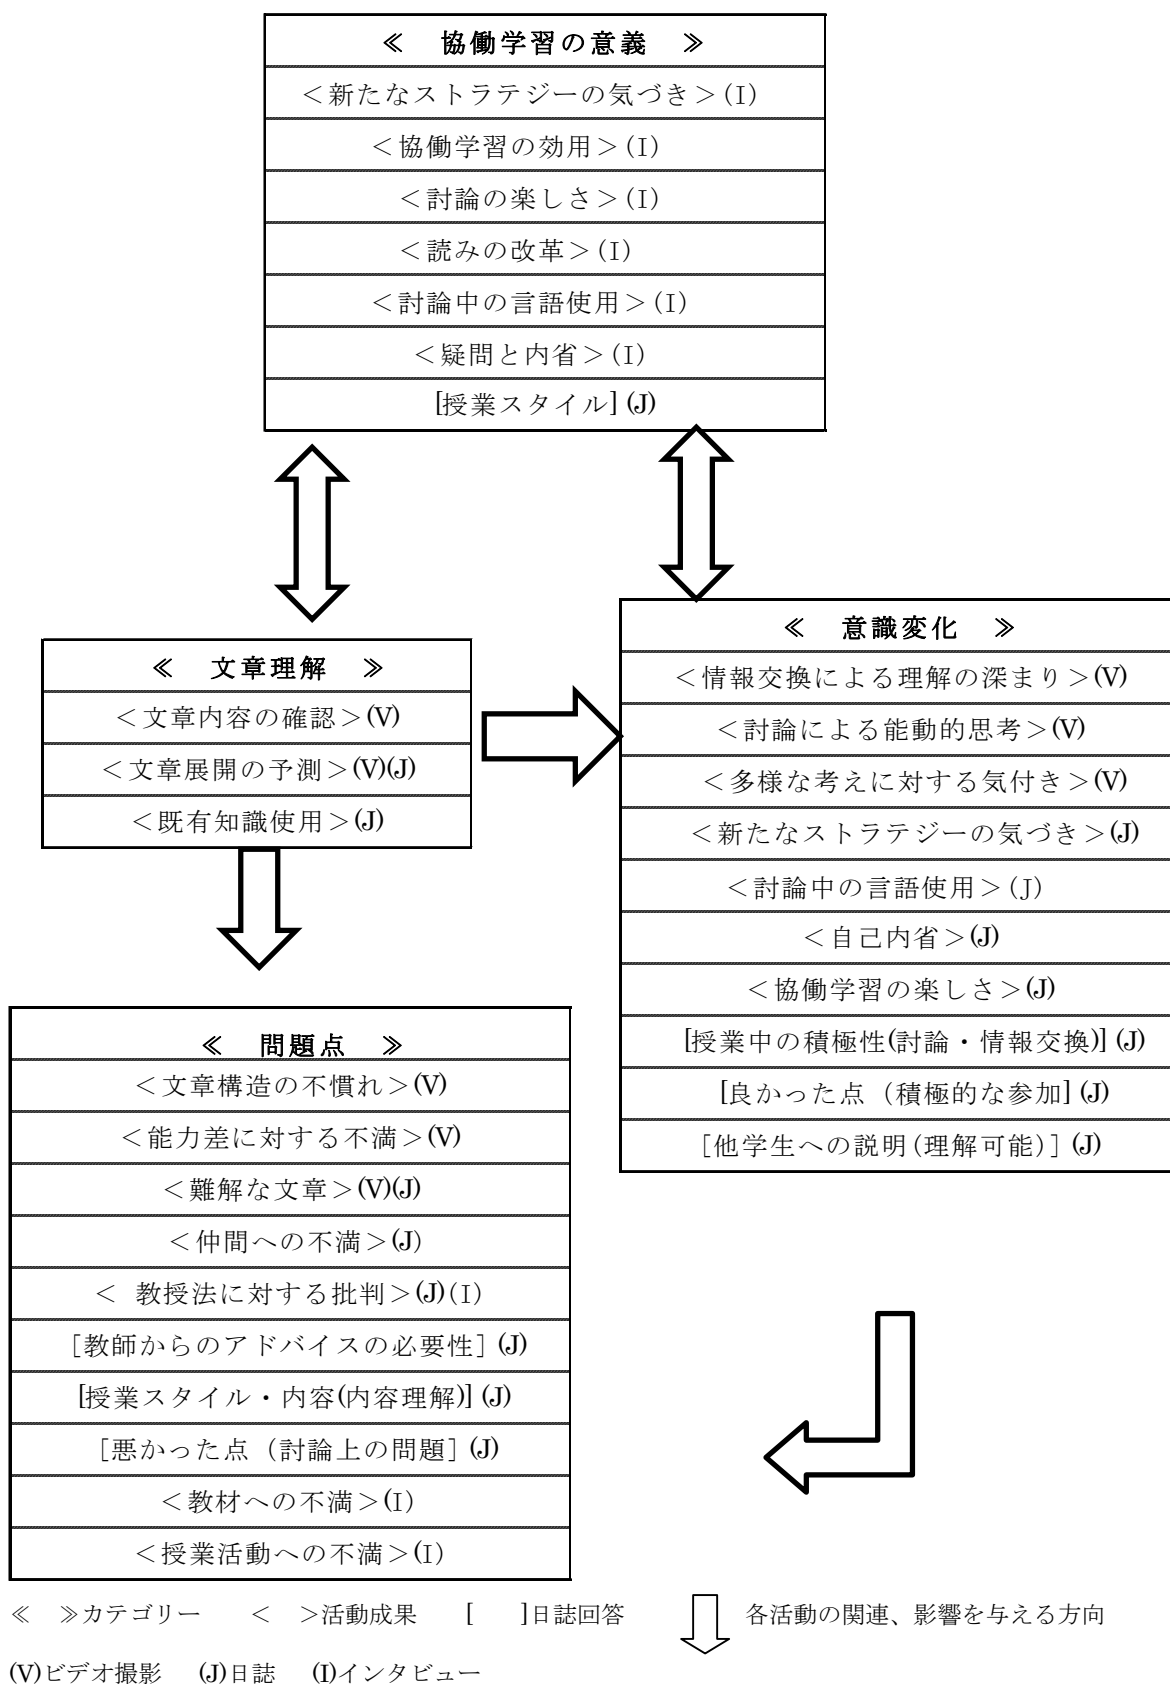 ≪　協働学習の意義　≫
＜新たなストラテジーの気づき＞(I)
＜協働学習の効用＞(I)
＜討論の楽しさ＞(I)
＜読みの改革＞(I)
＜討論中の言語使用＞(I)
＜疑問と内省＞(I)
[授業スタイル] (J)
≪　文章理解　≫
＜文章内容の確認＞(V)
＜文章展開の予測＞(V)(J)
＜既有知識使用＞(J)
≪　意識変化　≫
＜情報交換による理解の深まり＞(V)
＜討論による能動的思考＞(V)
＜多様な考えに対する気付き＞(V)
＜新たなストラテジーの気づき＞(J)
＜討論中の言語使用＞(J)
＜自己内省＞(J)
＜協働学習の楽しさ＞(J)
[授業中の積極性(討論・情報交換)] (J)
[良かった点（積極的な参加] (J)
[他学生への説明(理解可能)] (J)
≪　問題点　≫
＜文章構造の不慣れ＞(V)
＜能力差に対する不満＞(V)
＜難解な文章＞(V)(J)
＜仲間への不満＞(J)
＜ 教授法に対する批判＞(J)(I)
[教師からのアドバイスの必要性] (J)
[授業スタイル・内容(内容理解)] (J)
[悪かった点（討論上の問題] (J)
＜教材への不満＞(I)
＜授業活動への不満＞(I)
≪　≫カテゴリー　＜　＞活動成果　[　　]日誌回答　各活動の関連、影響を与える方向
(V)ビデオ撮影　(J)日誌　(I)インタビュー